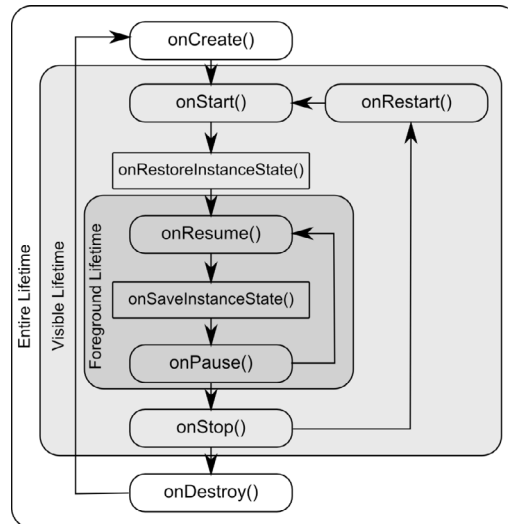 onCreate()
onStart()
onRestart()
onRestoreInstanceState()
onResume()
onSaveInstanceState()
onPause()
onStop()
onDestroy()
Entire Lifetime
Visible Lifetime
Foreground Lifetime